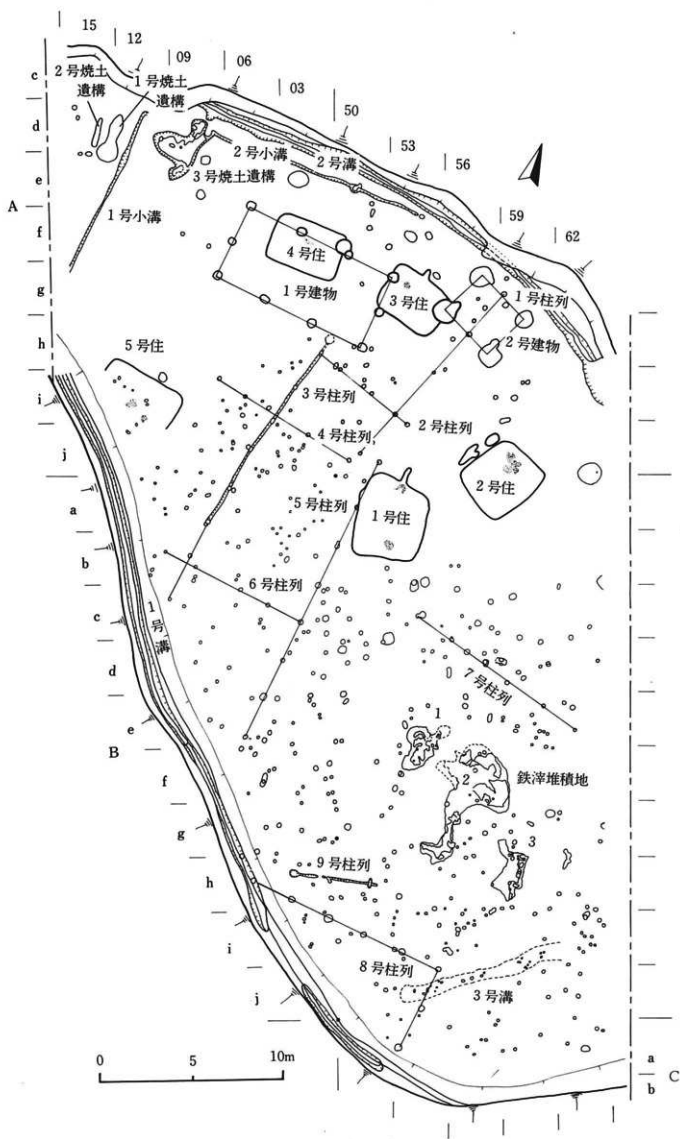 15
12
09
06
03
50
53
56
59
62
c
d
e
f
g
h
i
j
a
b
c
d
e
f
g
h
i
j
A
B
2号焼土
遺構
1号焼土
遺構
2号小溝
2号溝
3号焼土遺構
1号小溝
4号住
1号建物
3号住
1号柱列
2号建物
5号住
3号柱列
4号柱列
2号柱列
2号住
5号柱列
1号住
6号柱列
1号溝
7号柱列
1
2
鉄滓堆積地
3
9号柱列
8号柱列
3号溝
0
5
10m
a
b
C